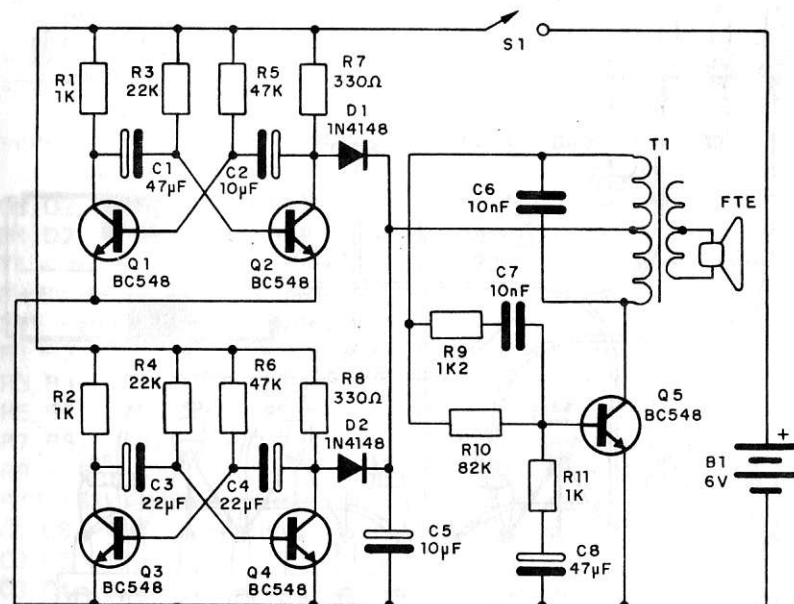 S1
R1
1K
R3
22K
R5
47K
R7
330Ω
D1
1N4148
C1
47µF
C2
10µF
Q1
BC548
Q2
BC548
T1
FTE
C6
10nF
C7
10nF
R9
1K2
R10
82K
Q5
BC548
R11
1K
C8
47µF
B1
6V
+
R2
1K
R4
22K
R6
47K
R8
330Ω
D2
1N4148
C3
22µF
C4
22µF
C5
10µF
Q3
BC548
Q4
BC548